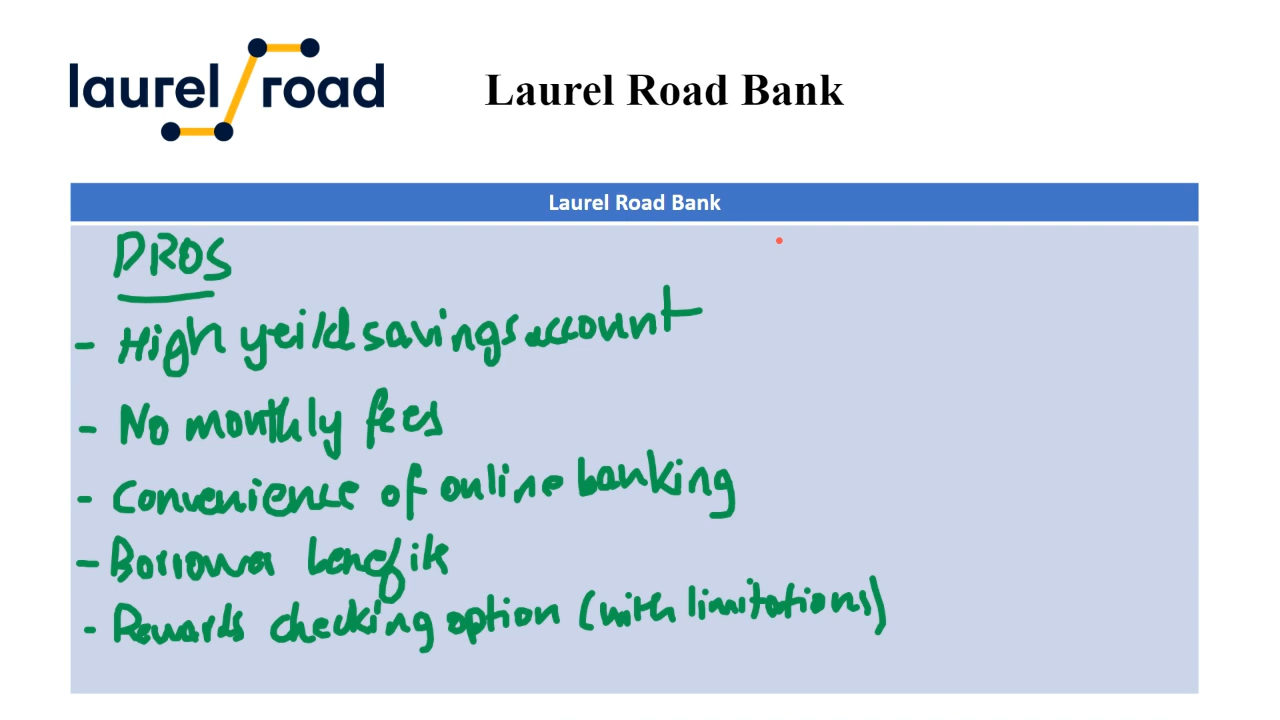 laurel road
Laurel Road Bank
Laurel Road Bank
PROS
- High yeild savings account
- No monthly fees
- Convenience of online banking
- Borrower benefits
- Rewards checking option (with limitations)